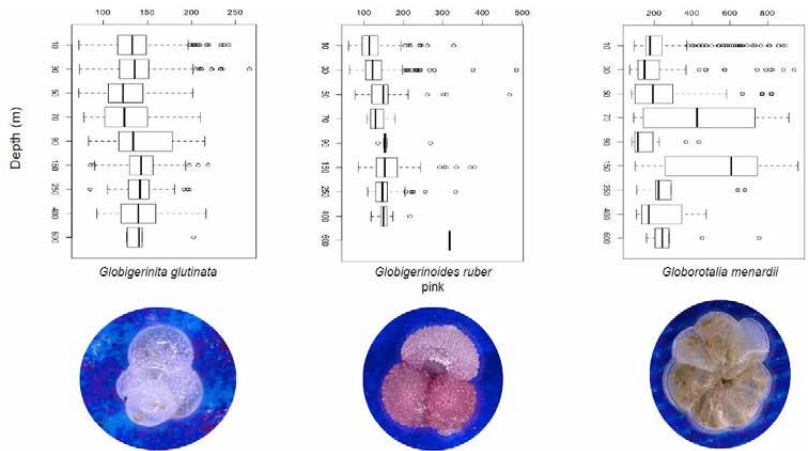 50 100 150 200 250
100 200 300 400 500
200 400 600 800
Depth (m)
10 30 50 70 90 150 250 400 600
10 30 50 70 90 150 250 400 600
10 30 50 70 90 150 250 400 600
Globigerinita glutinata
Globigerinoides ruber
pink
Globorotalia menardii